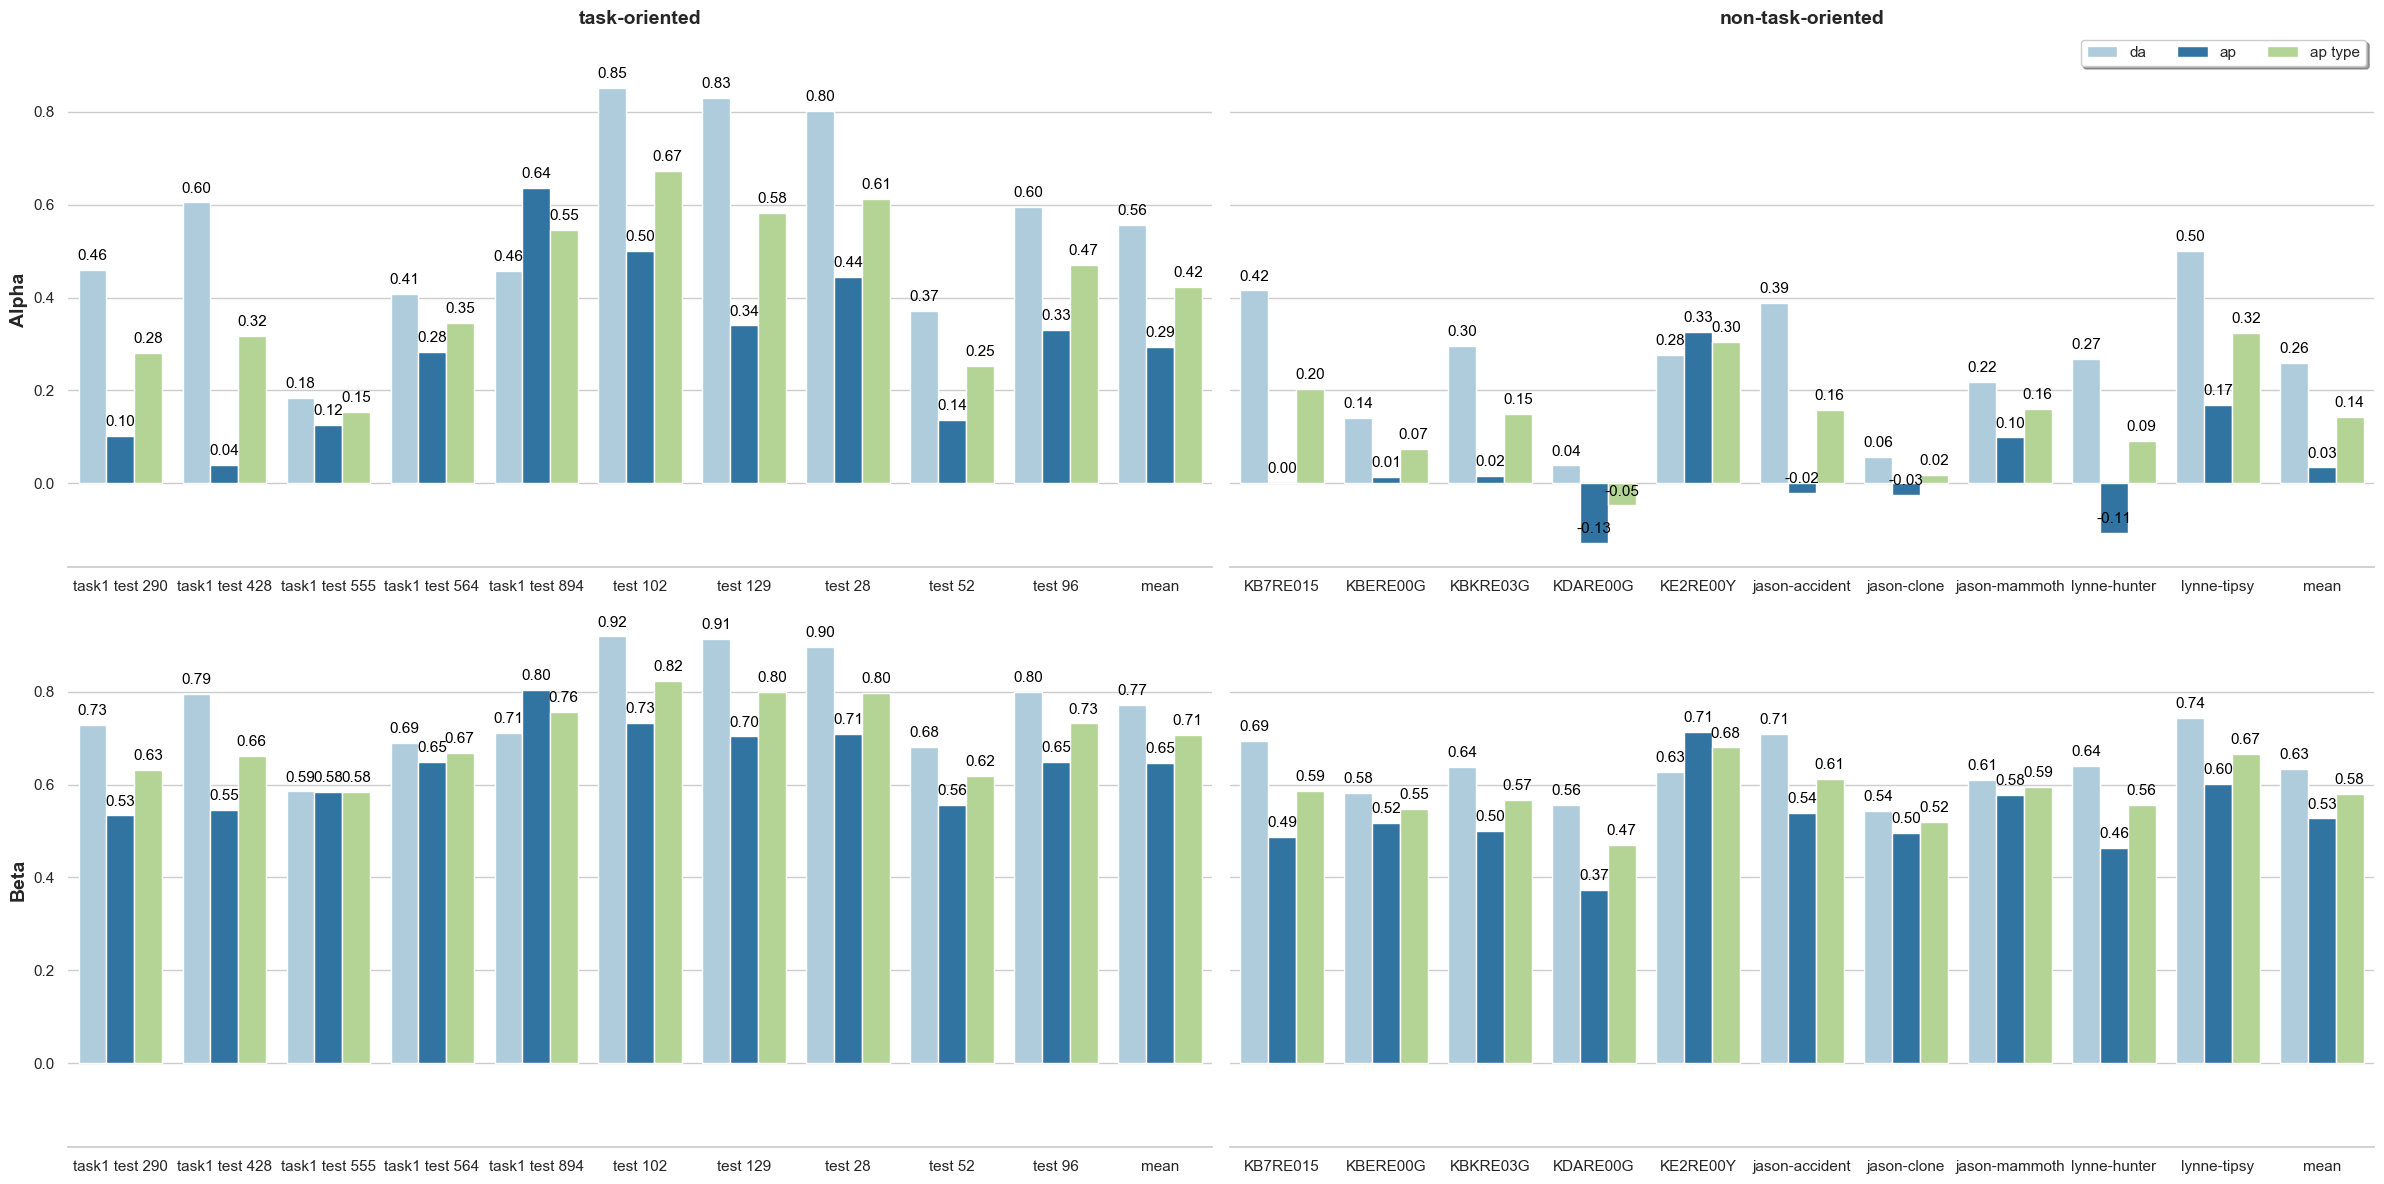 task-oriented
non-task-oriented
da ap ap type
Alpha
0.8
0.6
0.4
0.2
0.0
0.46 0.10 0.28
0.60 0.04 0.32
0.18 0.12 0.15
0.41 0.28 0.35
0.46 0.64 0.55
0.85 0.50 0.67
0.83 0.34 0.58
0.80 0.44 0.61
0.37 0.14 0.25
0.60 0.33 0.47
0.56 0.29 0.42
task1 test 290 task1 test 428 task1 test 555 task1 test 564 task1 test 894 test 102 test 129 test 28 test 52 test 96 mean
0.42 0.00 0.20
0.14 0.01 0.07
0.30 0.02 0.15
0.04 -0.13 -0.05
0.28 0.33 0.30
0.39 -0.02 0.16
0.06 -0.03 0.02
0.22 0.10 0.16
0.27 -0.11 0.09
0.50 0.17 0.32
0.26 0.03 0.14
KB7RE015 KBERE00G KBKRE03G KDARE00G KE2RE00Y jason-accident jason-clone jason-mammoth lynne-hunter lynne-tipsy mean
Beta
0.8
0.6
0.4
0.2
0.0
0.73 0.53 0.63
0.79 0.55 0.66
0.59 0.58 0.58
0.69 0.65 0.67
0.71 0.80 0.76
0.92 0.73 0.82
0.91 0.70 0.80
0.90 0.71 0.80
0.68 0.56 0.62
0.80 0.65 0.73
0.77 0.65 0.71
task1 test 290 task1 test 428 task1 test 555 task1 test 564 task1 test 894 test 102 test 129 test 28 test 52 test 96 mean
0.69 0.49 0.59
0.58 0.52 0.55
0.64 0.50 0.57
0.56 0.37 0.47
0.63 0.71 0.68
0.71 0.54 0.61
0.54 0.50 0.52
0.61 0.58 0.59
0.64 0.46 0.56
0.74 0.60 0.67
0.63 0.53 0.58
KB7RE015 KBERE00G KBKRE03G KDARE00G KE2RE00Y jason-accident jason-clone jason-mammoth lynne-hunter lynne-tipsy mean